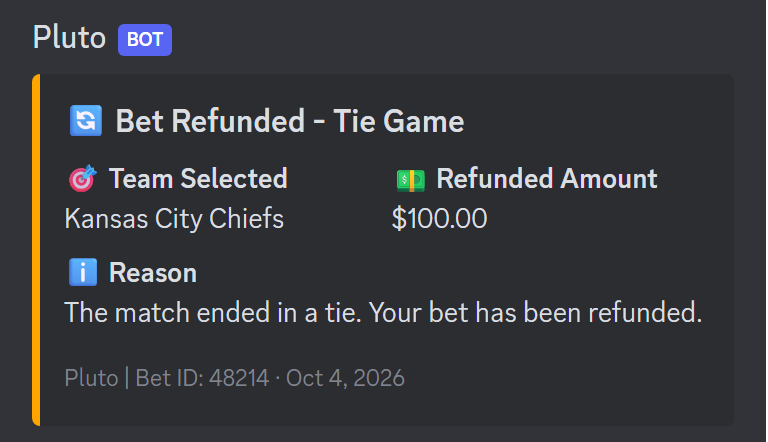 Pluto BOT
🔄 Bet Refunded - Tie Game
🎯 Team Selected 💵 Refunded Amount
Kansas City Chiefs $100.00
ℹ️ Reason
The match ended in a tie. Your bet has been refunded.
Pluto | Bet ID: 48214 · Oct 4, 2026